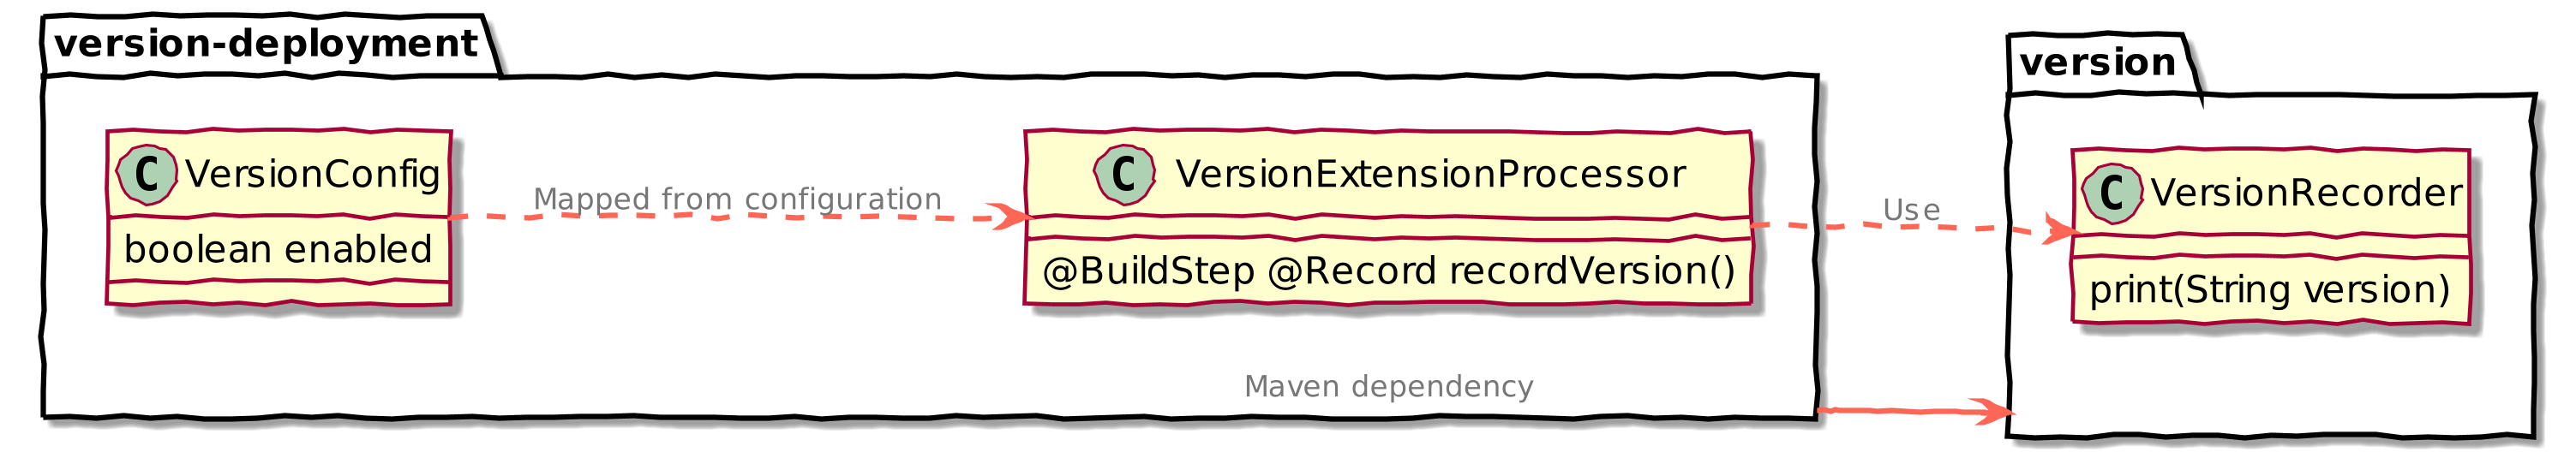 version-deployment
C VersionConfig
boolean enabled
Mapped from configuration
C VersionExtensionProcessor
@BuildStep @Record recordVersion()
Maven dependency
Use
version
C VersionRecorder
print(String version)